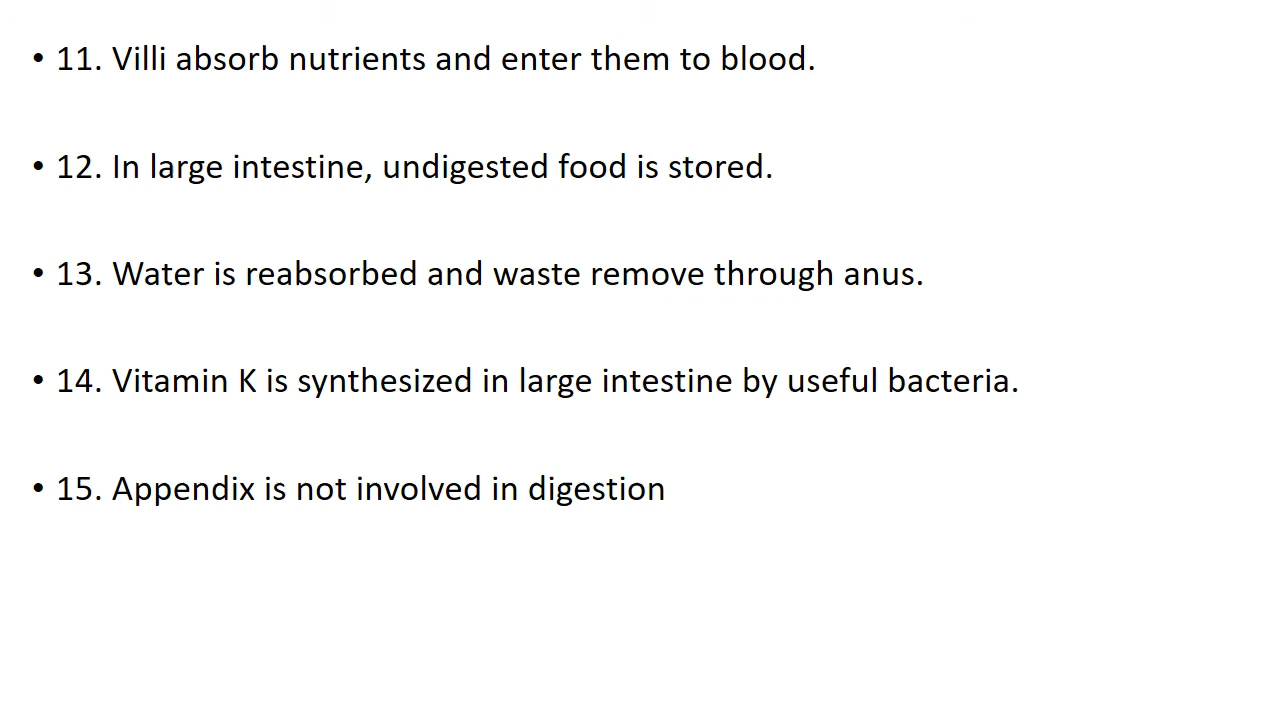 • 11. Villi absorb nutrients and enter them to blood.
• 12. In large intestine, undigested food is stored.
• 13. Water is reabsorbed and waste remove through anus.
• 14. Vitamin K is synthesized in large intestine by useful bacteria.
• 15. Appendix is not involved in digestion